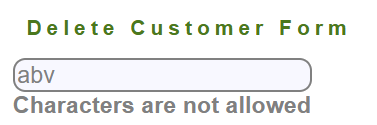 Delete Customer Form
abv
Characters are not allowed